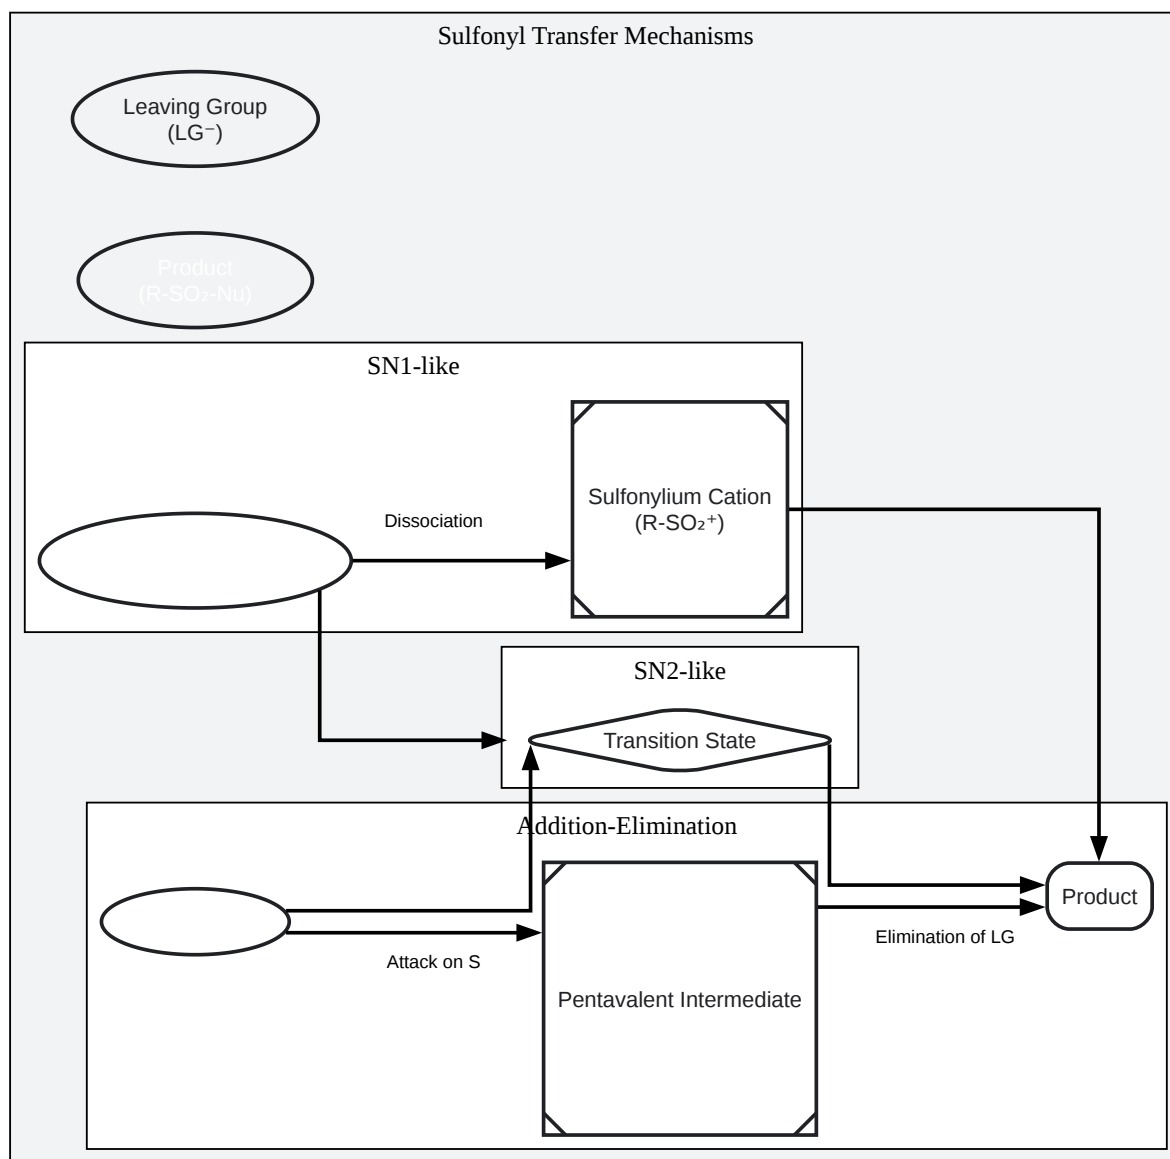 Sulfonyl Transfer Mechanisms
Leaving Group
(LG⁻)
Product
(R-SO₂-Nu)
SN1-like
Dissociation
Sulfonylium Cation
(R-SO₂⁺)
SN2-like
Transition State
Addition-Elimination
Attack on S
Pentavalent Intermediate
Elimination of LG
Product